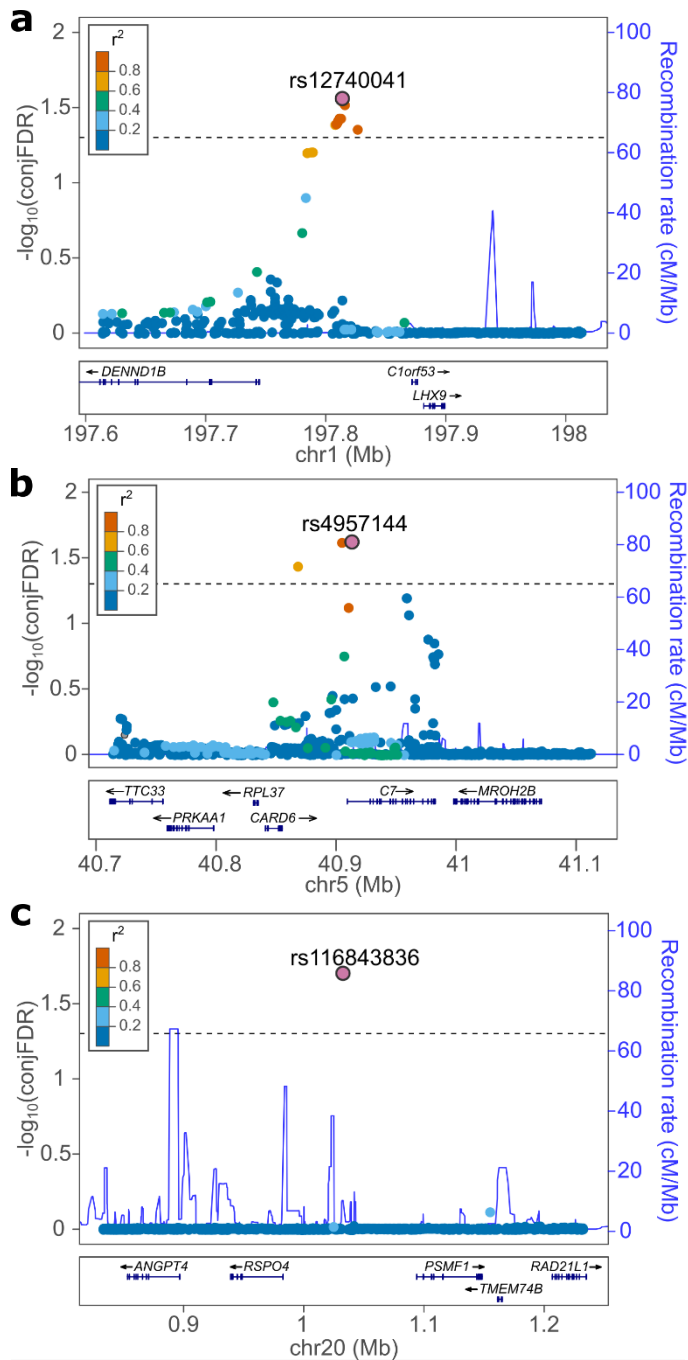 a
r²
0.8
0.6
0.4
0.2
rs12740041
2
1.5
1
0.5
0
-log₁₀(conjFDR)
100
80
60
40
20
0
Recombination rate (cM/Mb)
DENND1B
C1orf53
LHX9
197.6 197.7 197.8 197.9 198
chr1 (Mb)
b
r²
0.8
0.6
0.4
0.2
rs4957144
2
1.5
1
0.5
0
-log₁₀(conjFDR)
100
80
60
40
20
0
Recombination rate (cM/Mb)
TTC33 RPL37 C7 MROH2B
PRKAA1 CARD6
40.7 40.8 40.9 41 41.1
chr5 (Mb)
c
r²
0.8
0.6
0.4
0.2
rs116843836
2
1.5
1
0.5
0
-log₁₀(conjFDR)
100
80
60
40
20
0
Recombination rate (cM/Mb)
ANGPT4 RSPO4 PSMF1 RAD21L1
TMEM74B
0.9 1 1.1 1.2
chr20 (Mb)